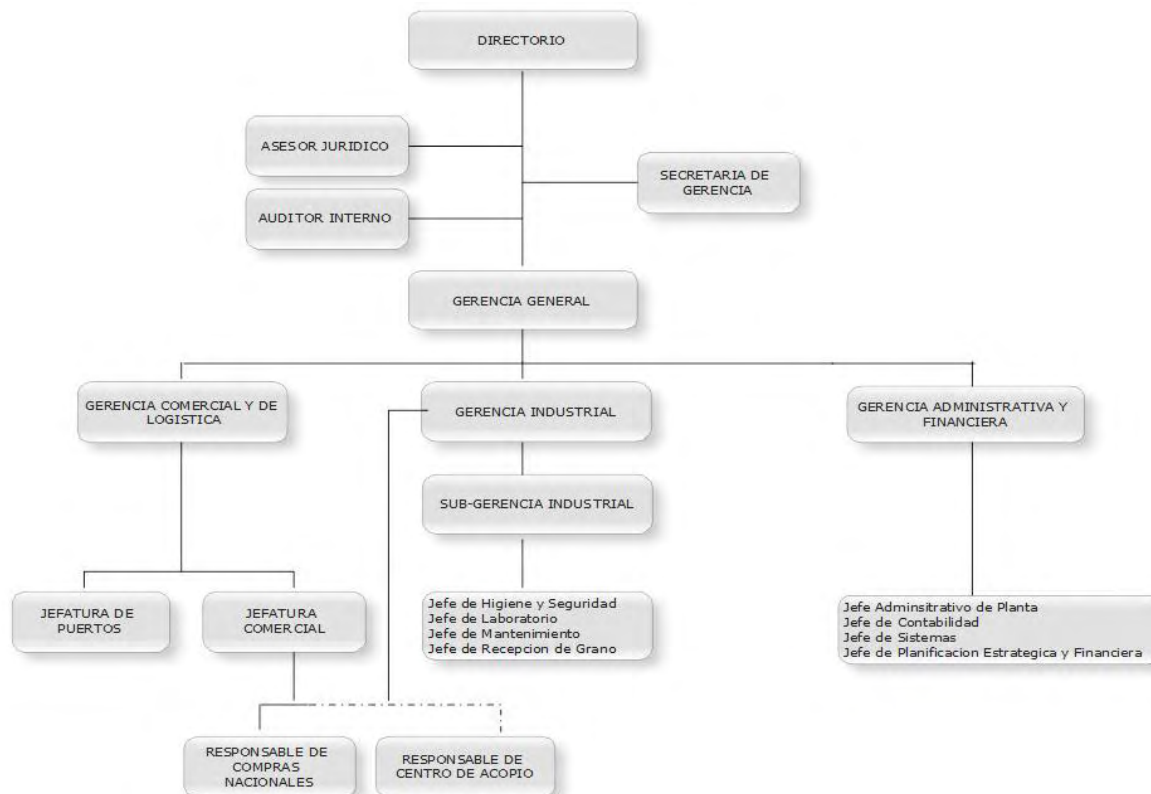 DIRECTORIO
ASESOR JURIDICO
SECRETARIA DE
GERENCIA
AUDITOR INTERNO
GERENCIA GENERAL
GERENCIA COMERCIAL Y DE
LOGISTICA
GERENCIA INDUSTRIAL
GERENCIA ADMINISTRATIVA Y
FINANCIERA
SUB-GERENCIA INDUSTRIAL
JEFATURA DE
PUERTOS
JEFATURA
COMERCIAL
Jefe de Higiene y Seguridad
Jefe de Laboratorio
Jefe de Mantenimiento
Jefe de Recepcion de Grano
Jefe Adminsitrativo de Planta
Jefe de Contabilidad
Jefe de Sistemas
Jefe de Planificacion Estrategica y Financiera
RESPONSABLE DE
COMPRAS
NACIONALES
RESPONSABLE DE
CENTRO DE ACOPIO